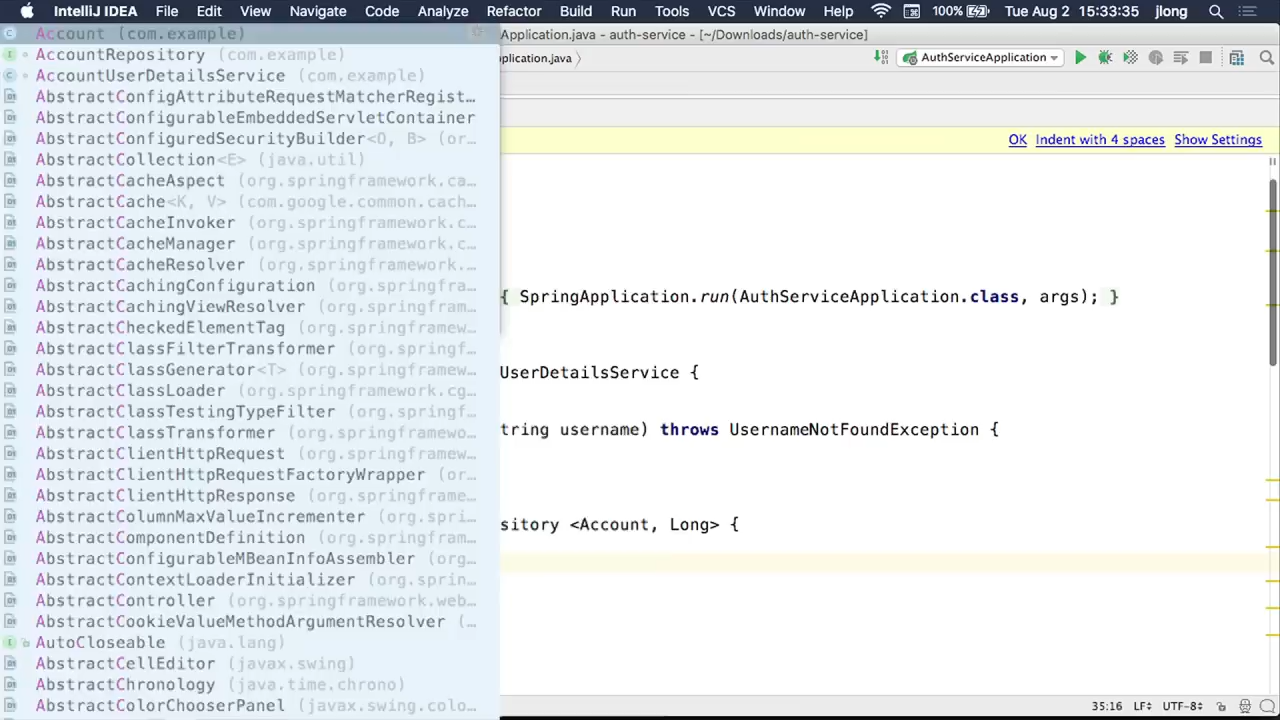 IntelliJ IDEA File Edit View Navigate Code Analyze Refactor Build Run Tools VCS Window Help 100% Tue Aug 2 15:33:35 jlong
Account (com.example)
Application.java - auth-service - [~/Downloads/auth-service]
AccountRepository (com.example)
plication.java
AuthServiceApplication
AccountUserDetailsService (com.example)
AbstractConfigAttributeRequestMatcherRegist…
AbstractConfigurableEmbeddedServletContainer
AbstractConfiguredSecurityBuilder<O, B> (or…
OK Indent with 4 spaces Show Settings
AbstractCollection<E> (java.util)
AbstractCacheAspect (org.springframework.ca…
AbstractCache<K, V> (com.google.common.cach…
AbstractCacheInvoker (org.springframework.c…
AbstractCacheManager (org.springframework.c…
AbstractCacheResolver (org.springframework.…
AbstractCachingConfiguration (org.springfra…
{ SpringApplication.run(AuthServiceApplication.class, args); }
AbstractCachingViewResolver (org.springfram…
AbstractCheckedElementTag (org.springframew…
AbstractClassFilterTransformer (org.springf…
AbstractClassGenerator<T> (org.springframew…
UserDetailsService {
AbstractClassLoader (org.springframework.cg…
AbstractClassTestingTypeFilter (org.springf…
AbstractClassTransformer (org.springframewo…
tring username) throws UsernameNotFoundException {
AbstractClientHttpRequest (org.springframew…
AbstractClientHttpRequestFactoryWrapper (or…
AbstractClientHttpResponse (org.springframe…
AbstractColumnMaxValueIncrementer (org.spri…
sitory <Account, Long> {
AbstractComponentDefinition (org.springfram…
AbstractConfigurableMBeanInfoAssembler (org…
AbstractContextLoaderInitializer (org.sprin…
AbstractController (org.springframework.web…
AbstractCookieValueMethodArgumentResolver (…
AutoCloseable (java.lang)
AbstractCellEditor (javax.swing)
AbstractChronology (java.time.chrono)
AbstractColorChooserPanel (javax.swing.colo…
35:16 LF UTF-8